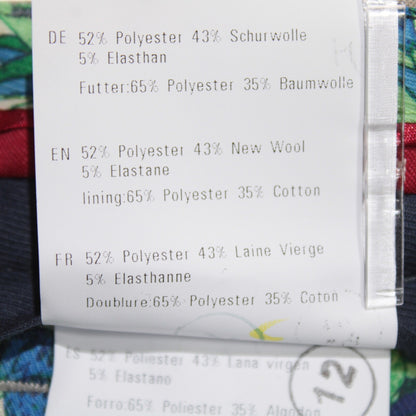 DE 52% Polyester 43% Schurwolle
5% Elasthan
Futter:65% Polyester 35% Baumwolle
EN 52% Polyester 43% New Wool
5% Elastane
lining:65% Polyester 35% Cotton
FR 52% Polyester 43% Laine Vierge
5% Elasthanne
Doublure:65% Polyester 35% Coton
ES 52% Poliester 43% Lana virgen
5% Elastano
Forro:65% Poliester 35% Algodon
12